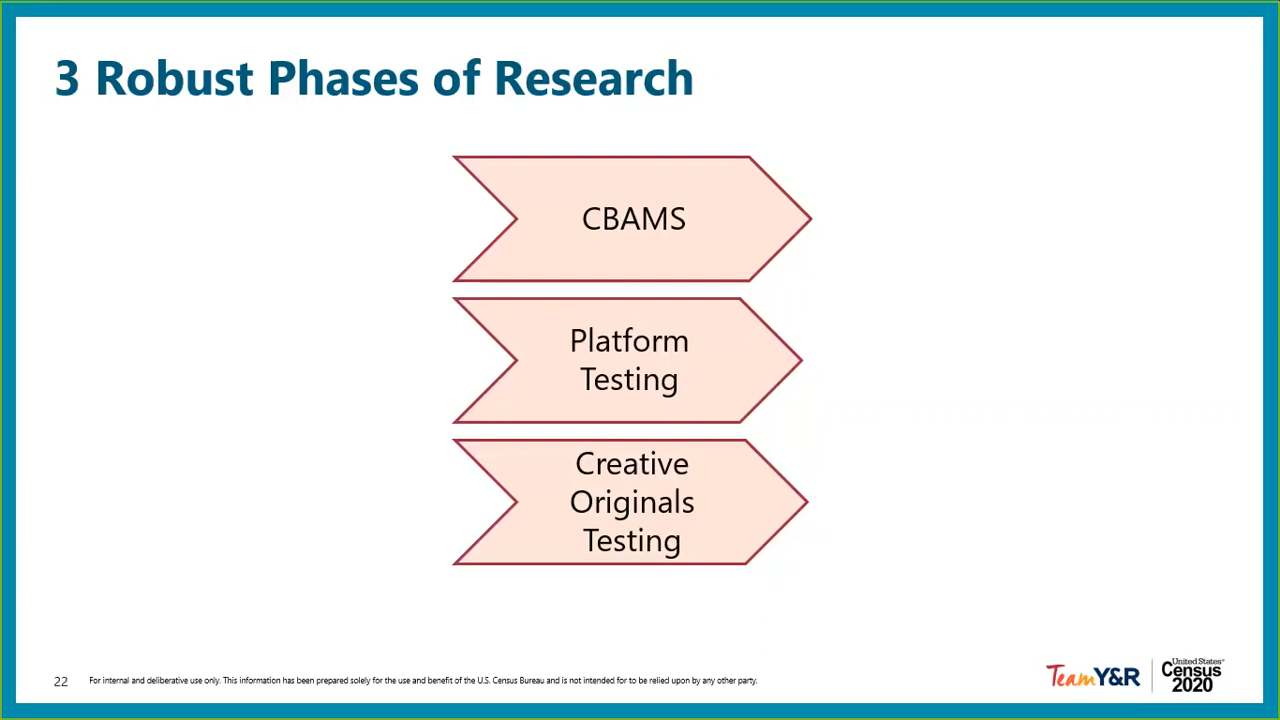 3 Robust Phases of Research
CBAMS
Platform
Testing
Creative
Originals
Testing
22
For internal and deliberative use only. This information has been prepared solely for the use and benefit of the U.S. Census Bureau and is not intended for to be relied upon by any other party.
TeamY&R
United States®
Census
2020